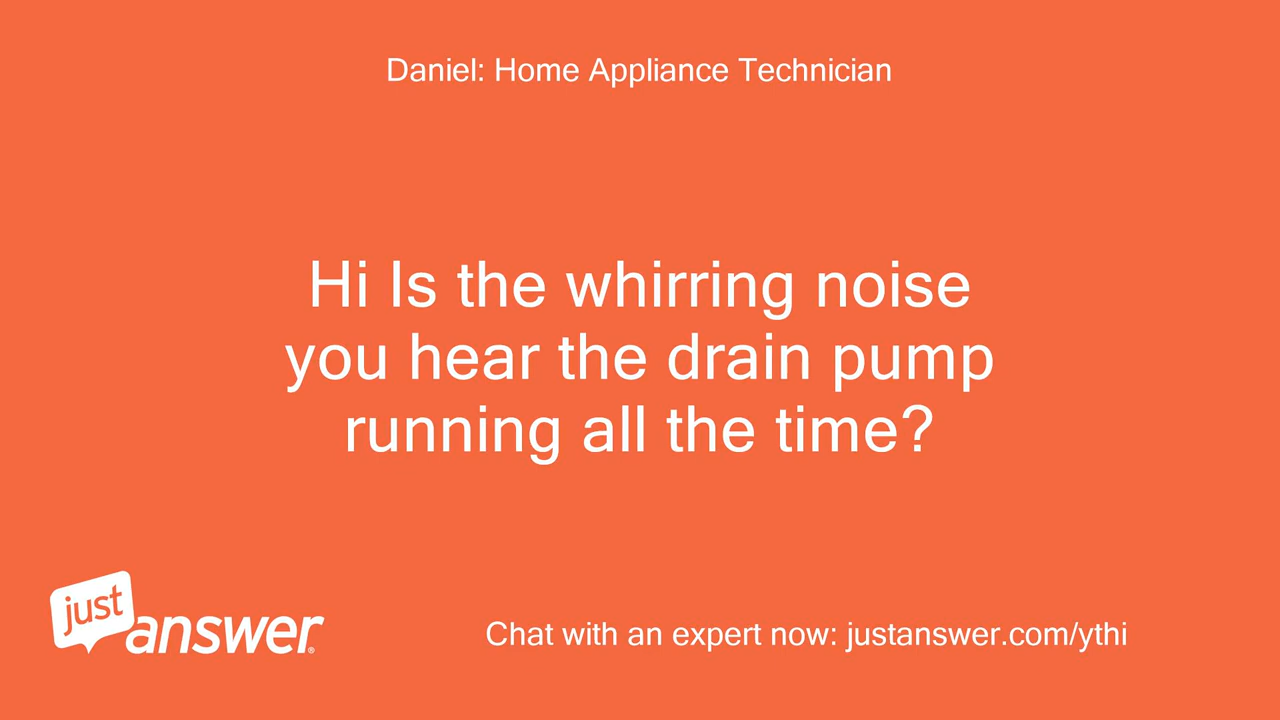 Daniel: Home Appliance Technician
Hi Is the whirring noise
you hear the drain pump
running all the time?
just
answer®
Chat with an expert now: justanswer.com/ythi